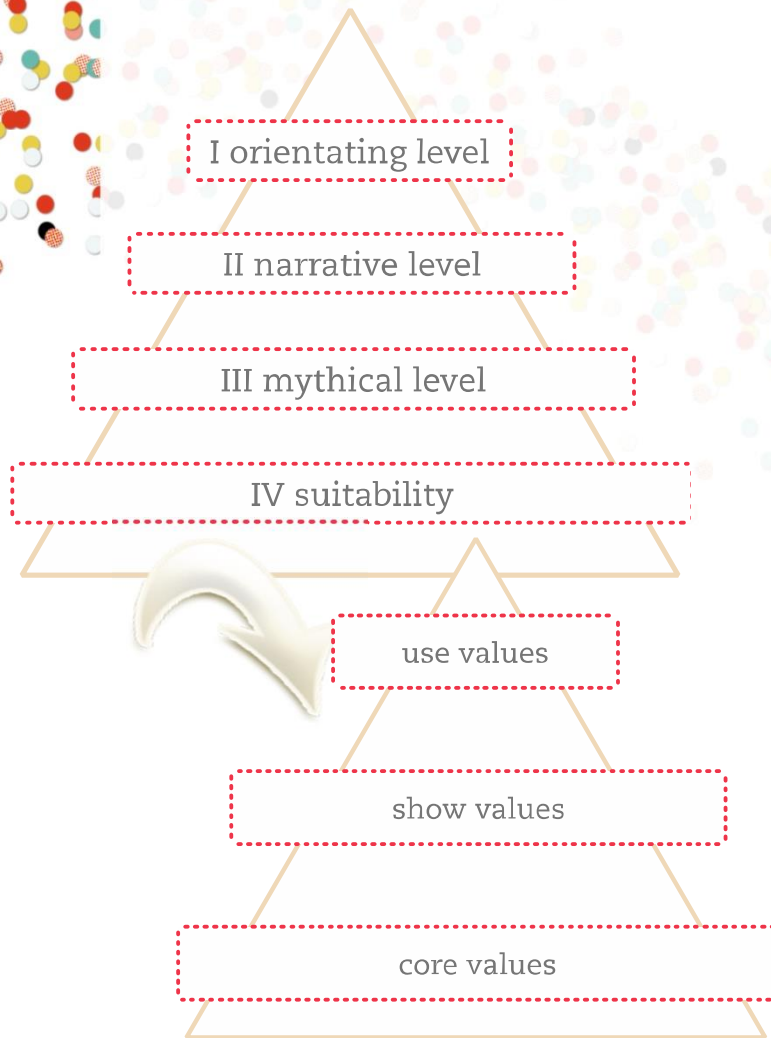 I orientating level
II narrative level
III mythical level
IV suitability
use values
show values
core values